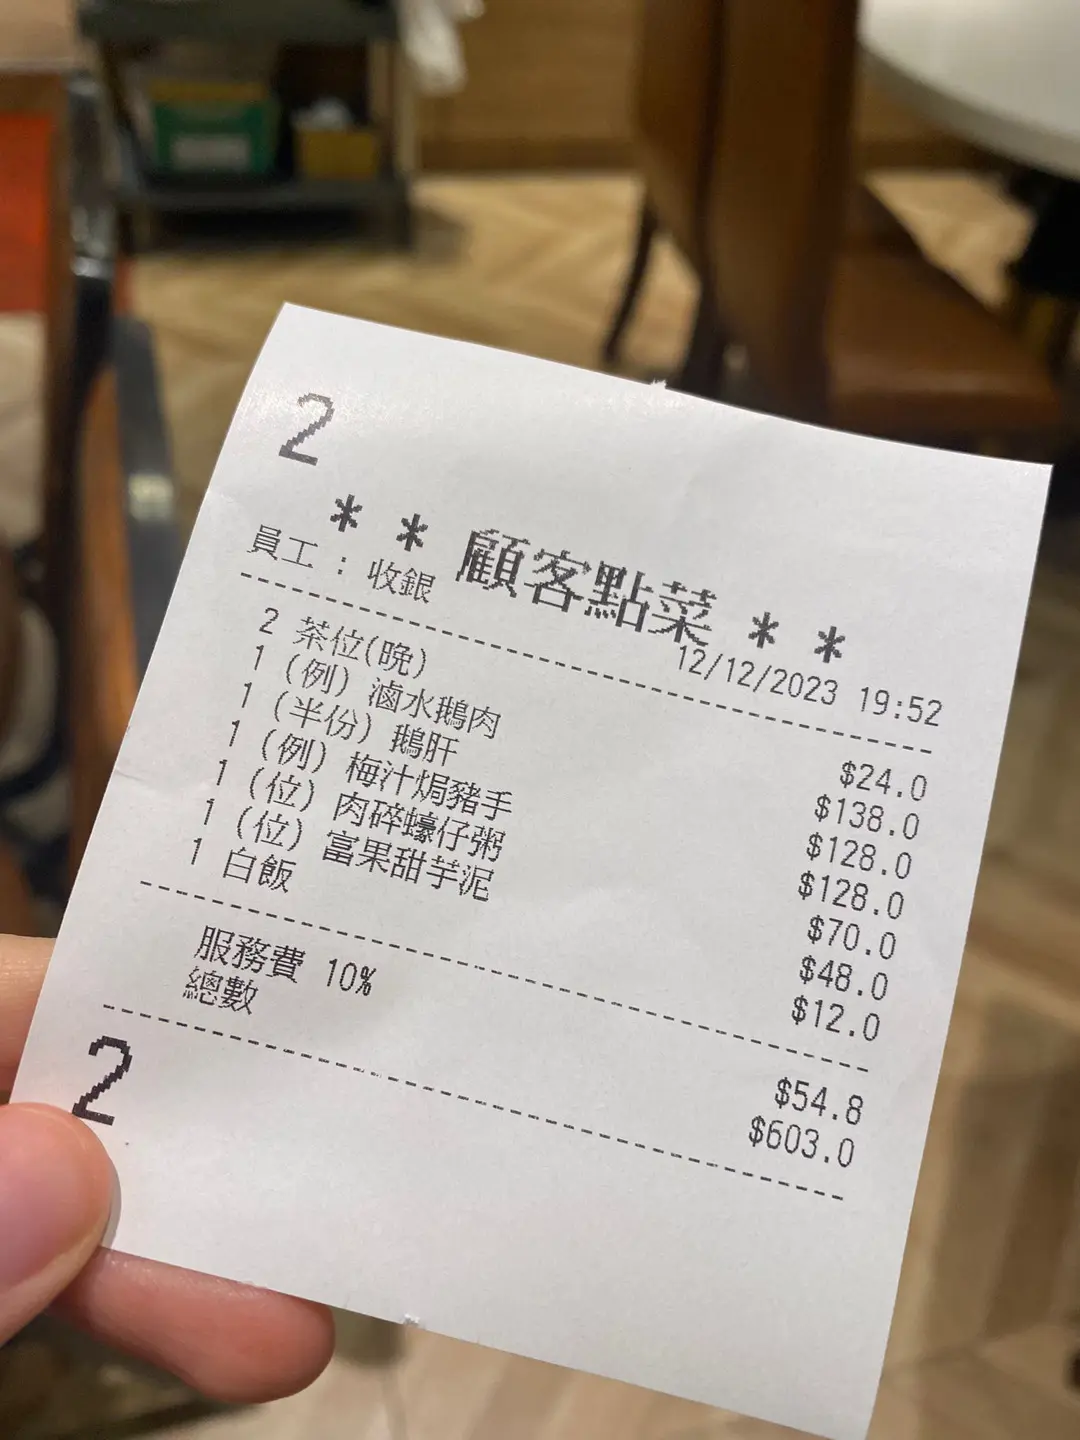 2
** 顧客點菜 **
員工：收銀 12/12/2023 19:52
2 茶位(晚) $24.0
1 (例) 滷水鵝肉 $138.0
1 (半份) 鵝肝 $128.0
1 (例) 梅汁焗豬手 $128.0
1 (位) 肉碎蠔仔粥 $70.0
1 (位) 富果甜芋泥 $48.0
1 白飯 $12.0
服務費 10% $54.8
總數 $603.0
2